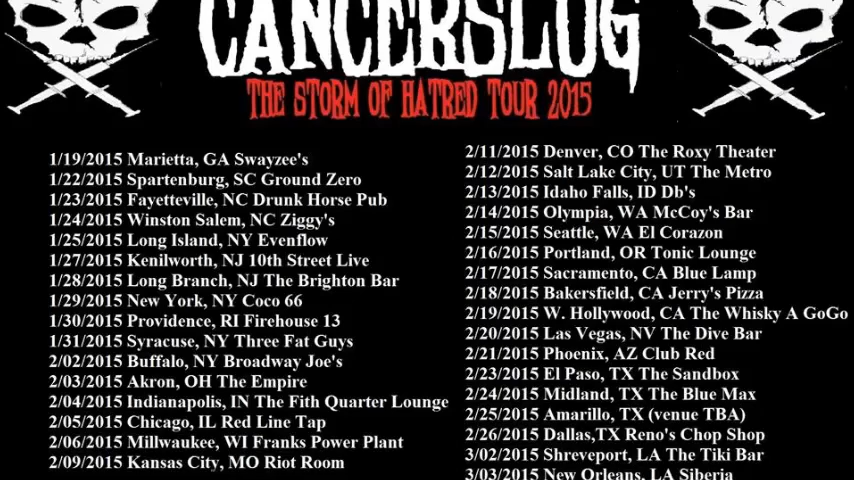 CANCERSLUG
THE STORM OF HATRED TOUR 2015
1/19/2015 Marietta, GA Swayzee's
1/22/2015 Spartenburg, SC Ground Zero
1/23/2015 Fayetteville, NC Drunk Horse Pub
1/24/2015 Winston Salem, NC Ziggy's
1/25/2015 Long Island, NY Evenflow
1/27/2015 Kenilworth, NJ 10th Street Live
1/28/2015 Long Branch, NJ The Brighton Bar
1/29/2015 New York, NY Coco 66
1/30/2015 Providence, RI Firehouse 13
1/31/2015 Syracuse, NY Three Fat Guys
2/02/2015 Buffalo, NY Broadway Joe's
2/03/2015 Akron, OH The Empire
2/04/2015 Indianapolis, IN The Fith Quarter Lounge
2/05/2015 Chicago, IL Red Line Tap
2/06/2015 Millwaukee, WI Franks Power Plant
2/09/2015 Kansas City, MO Riot Room
2/11/2015 Denver, CO The Roxy Theater
2/12/2015 Salt Lake City, UT The Metro
2/13/2015 Idaho Falls, ID Db's
2/14/2015 Olympia, WA McCoy's Bar
2/15/2015 Seattle, WA El Corazon
2/16/2015 Portland, OR Tonic Lounge
2/17/2015 Sacramento, CA Blue Lamp
2/18/2015 Bakersfield, CA Jerry's Pizza
2/19/2015 W. Hollywood, CA The Whisky A GoGo
2/20/2015 Las Vegas, NV The Dive Bar
2/21/2015 Phoenix, AZ Club Red
2/23/2015 El Paso, TX The Sandbox
2/24/2015 Midland, TX The Blue Max
2/25/2015 Amarillo, TX (venue TBA)
2/26/2015 Dallas,TX Reno's Chop Shop
3/02/2015 Shreveport, LA The Tiki Bar
3/03/2015 New Orleans, LA Siberia